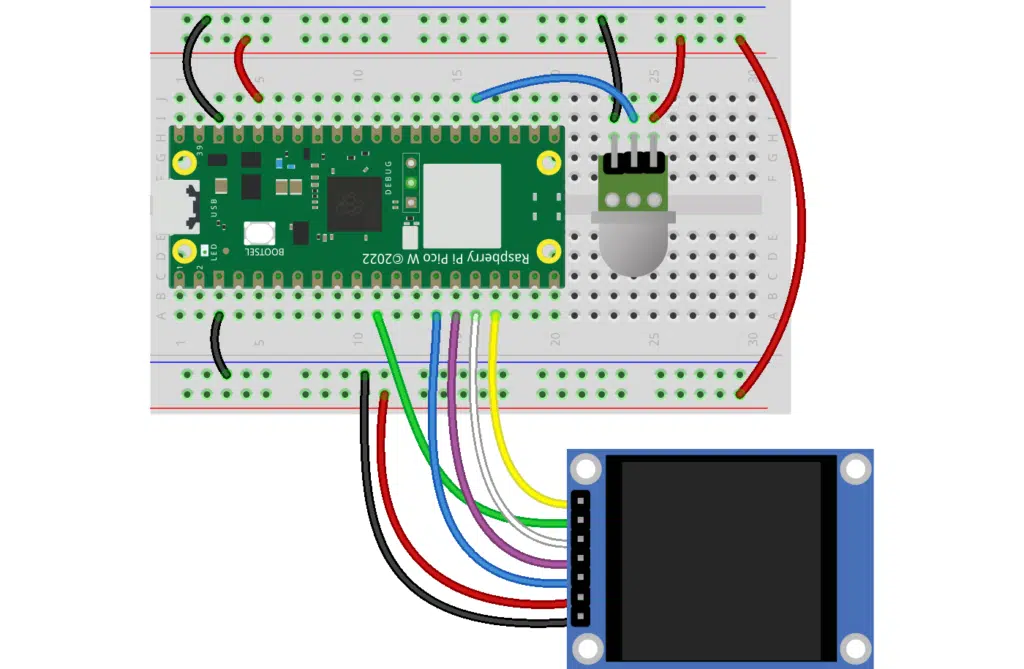 1 5 10 15 25 30
J J
I I
H H
G G
F F
39
DEBUG
USB
BOOTSEL
LED
Raspberry Pi Pico W ©2022
1 2
E E
D D
C C
B B
A A
1 5 10 15 20 25 30